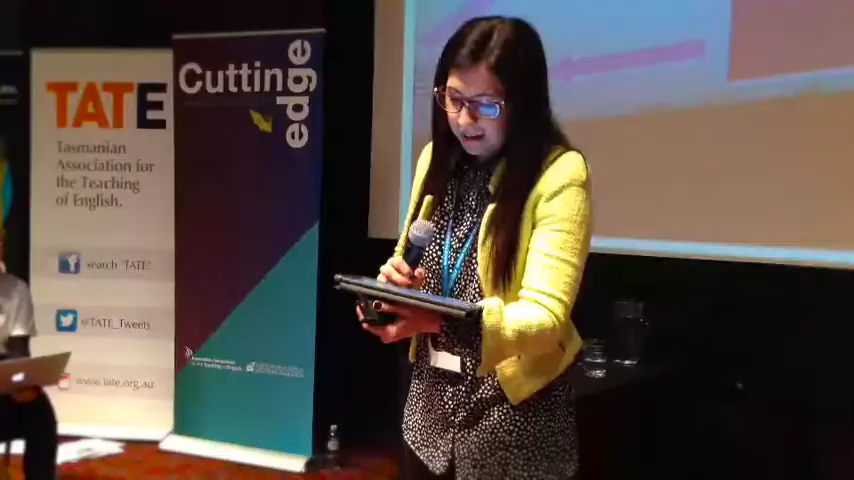 TATE
Tasmanian
Association for
the Teaching
of English.
search 'TATE'
@TATE_Tweets
www.tate.org.au
Cutting
edge